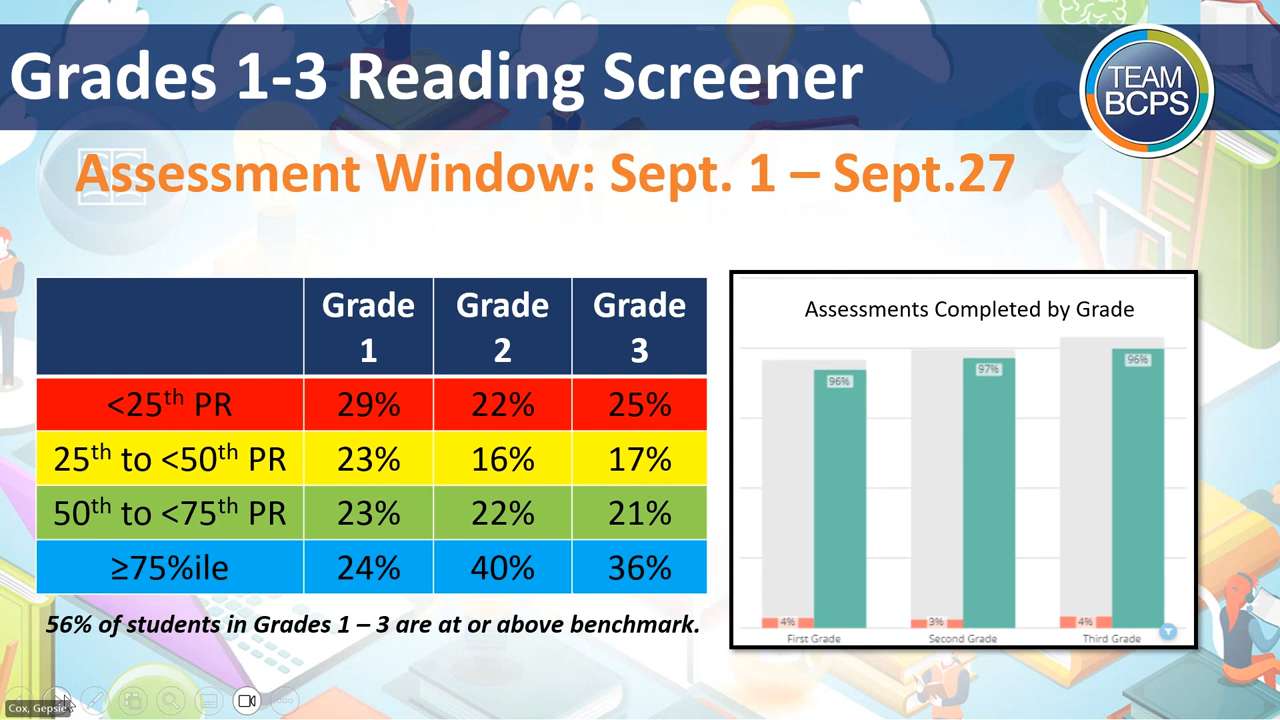 Grades 1-3 Reading Screener
TEAM
BCPS
Assessment Window: Sept. 1 – Sept.27
Grade 1 Grade 2 Grade 3
<25th PR 29% 22% 25%
25th to <50th PR 23% 16% 17%
50th to <75th PR 23% 22% 21%
≥75%ile 24% 40% 36%
56% of students in Grades 1 – 3 are at or above benchmark.
Assessments Completed by Grade
96% 97% 96%
4% 3% 4%
First Grade Second Grade Third Grade
Cox, Gepsie